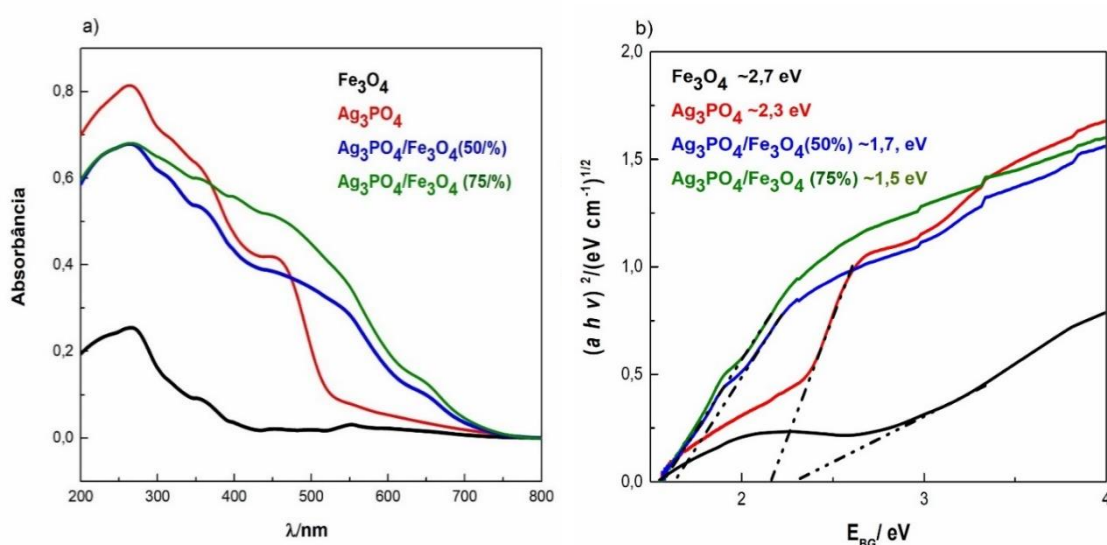 a)
Fe3O4
Ag3PO4
Ag3PO4/Fe3O4(50/%)
Ag3PO4/Fe3O4 (75/%)
0,8
0,6
0,4
0,2
0,0
Absorbância
200 300 400 500 600 700 800
λ/nm
b)
Fe3O4 ~2,7 eV
Ag3PO4 ~2,3 eV
Ag3PO4/Fe3O4(50%) ~1,7, eV
Ag3PO4/Fe3O4 (75%) ~1,5 eV
2,0
1,5
1,0
0,5
0,0
(a h ν) 2/(eV cm-1)1/2
2 3 4
EBG/ eV